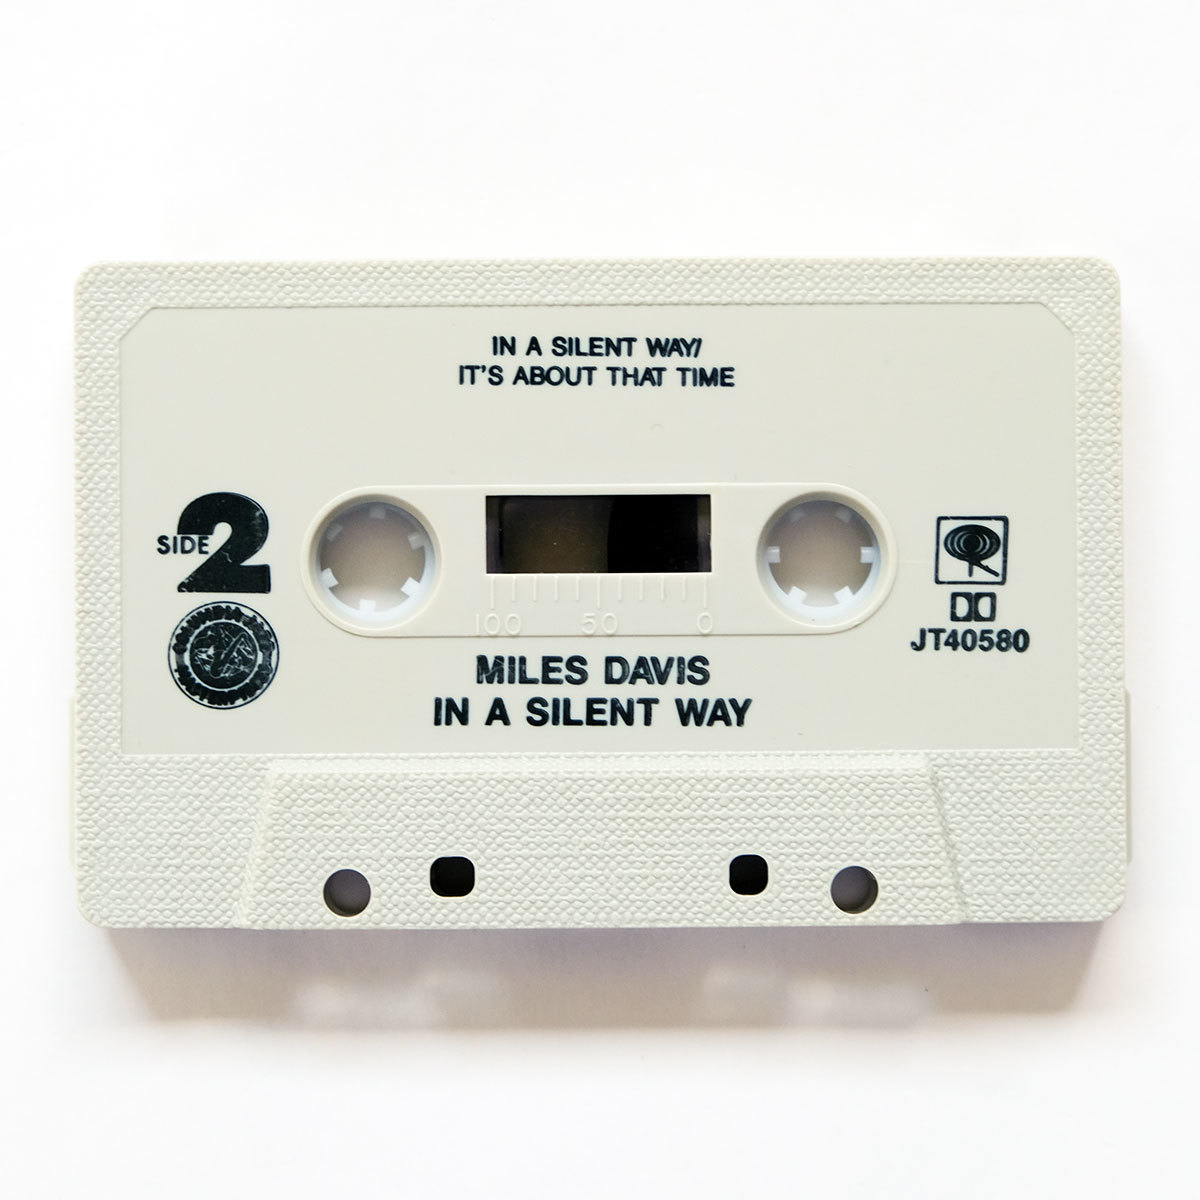 IN A SILENT WAY/
IT'S ABOUT THAT TIME
SIDE 2
100 50 0
JT40580
MILES DAVIS
IN A SILENT WAY